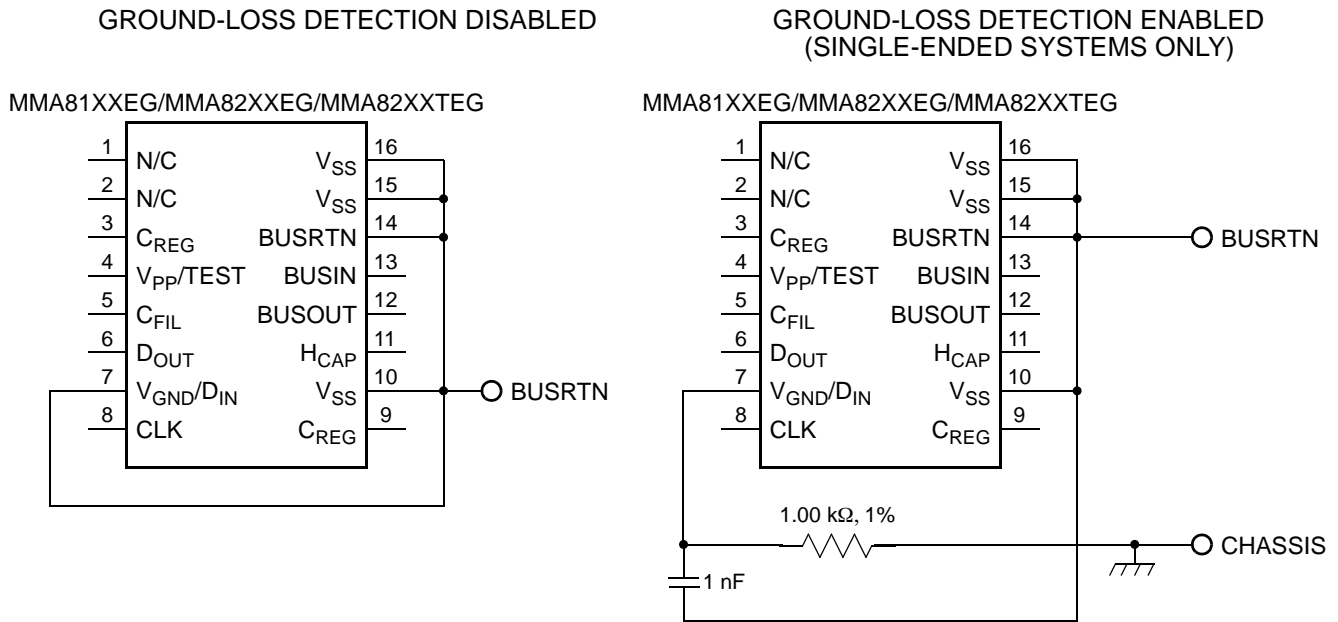 GROUND-LOSS DETECTION DISABLED
MMA81XXEG/MMA82XXEG/MMA82XXTEG
1 N/C VSS 16
2 N/C VSS 15
3 CREG BUSRTN 14
4 VPP/TEST BUSIN 13
5 CFIL BUSOUT 12
6 DOUT HCAP 11
7 VGND/DIN VSS 10
8 CLK CREG 9
BUSRTN
GROUND-LOSS DETECTION ENABLED
(SINGLE-ENDED SYSTEMS ONLY)
MMA81XXEG/MMA82XXEG/MMA82XXTEG
1 N/C VSS 16
2 N/C VSS 15
3 CREG BUSRTN 14
BUSRTN
4 VPP/TEST BUSIN 13
5 CFIL BUSOUT 12
6 DOUT HCAP 11
7 VGND/DIN VSS 10
8 CLK CREG 9
1.00 kΩ, 1%
CHASSIS
1 nF